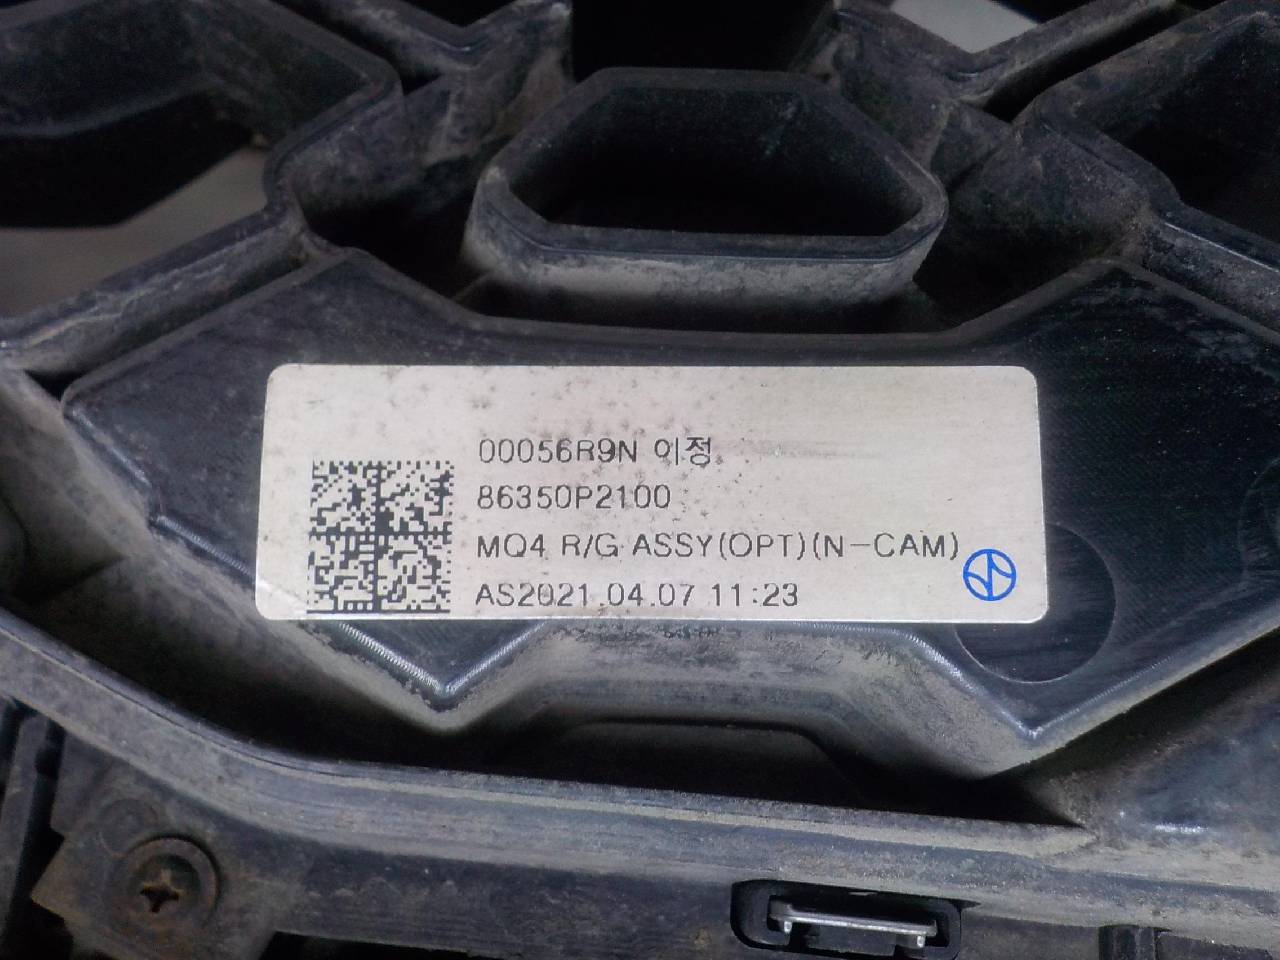 00056R9N 이정
86350P2100
MQ4 R/G ASSY(OPT)(N-CAM)
AS2021.04.07 11:23